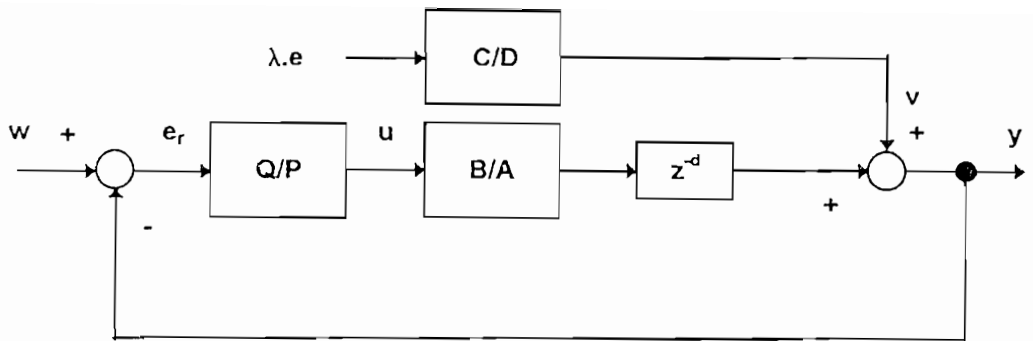 λ.e
C/D
v
w
+
e_r
Q/P
u
B/A
z^-d
+
+
y
-